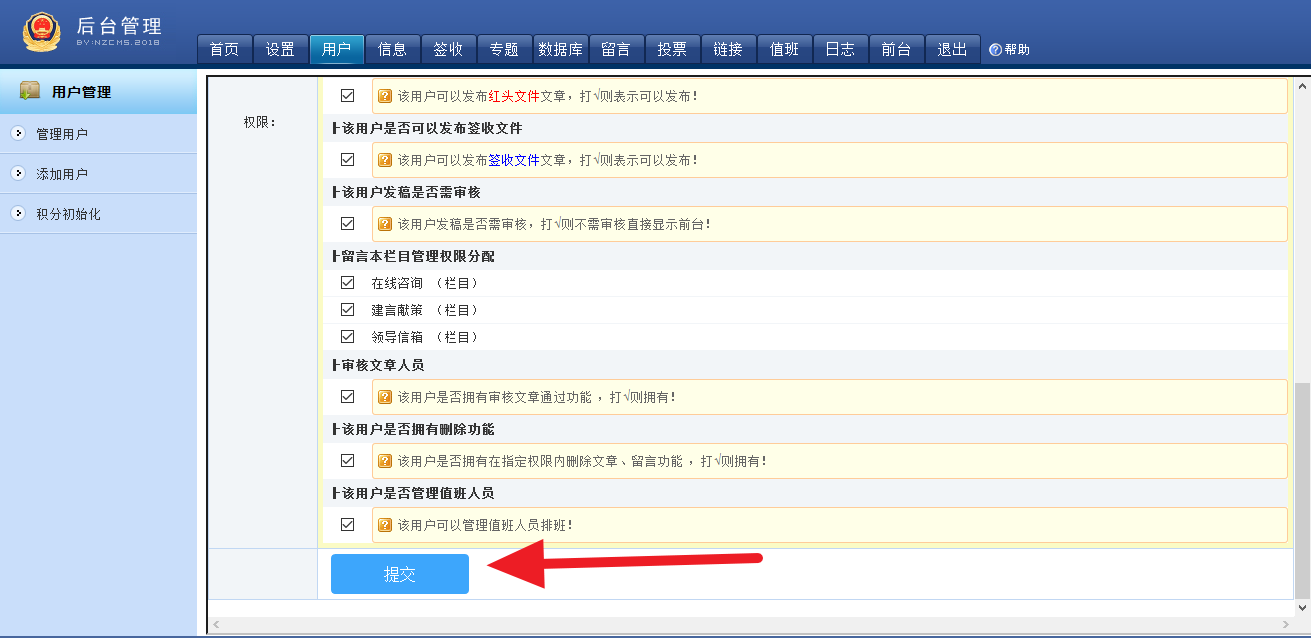 后台管理
BY:NZCMS.2018
首页 设置 用户 信息 签收 专题 数据库 留言 投票 链接 值班 日志 前台 退出 帮助
用户管理
管理用户
添加用户
积分初始化
权限：
该用户可以发布红头文件文章，打√则表示可以发布！
┣该用户是否可以发布签收文件
该用户可以发布签收文件文章，打√则表示可以发布！
┣该用户发稿是否需审核
该用户发稿是否需审核，打√则不需审核直接显示前台！
┣留言本栏目管理权限分配
在线咨询 （栏目）
建言献策 （栏目）
领导信箱 （栏目）
┣审核文章人员
该用户是否拥有审核文章通过功能 ，打√则拥有！
┣该用户是否拥有删除功能
该用户是否拥有在指定权限内删除文章、留言功能 ，打√则拥有！
┣该用户是否管理值班人员
该用户可以管理值班人员排班！
提交